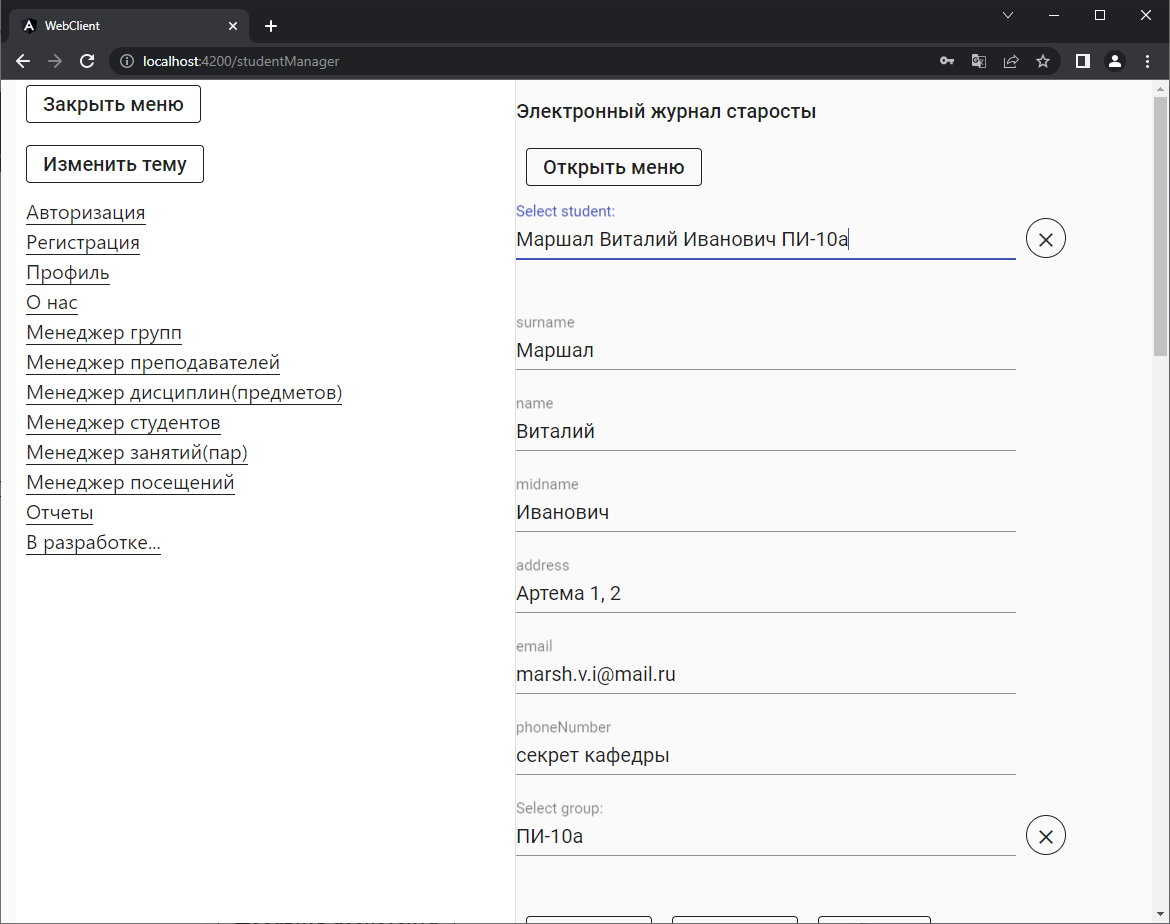 WebClient
localhost:4200/studentManager
Закрыть меню
Изменить тему
Авторизация
Регистрация
Профиль
О нас
Менеджер групп
Менеджер преподавателей
Менеджер дисциплин(предметов)
Менеджер студентов
Менеджер занятий(пар)
Менеджер посещений
Отчеты
В разработке...
Электронный журнал старосты
Открыть меню
Select student:
Маршал Виталий Иванович ПИ-10а
surname
Маршал
name
Виталий
midname
Иванович
address
Артема 1, 2
email
marsh.v.i@mail.ru
phoneNumber
секрет кафедры
Select group:
ПИ-10а